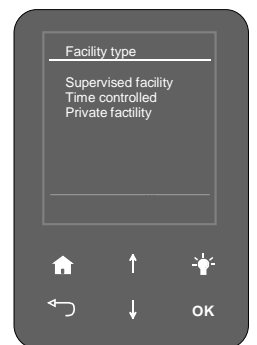 Facility type
Supervised facility
Time controlled
Private factility
OK